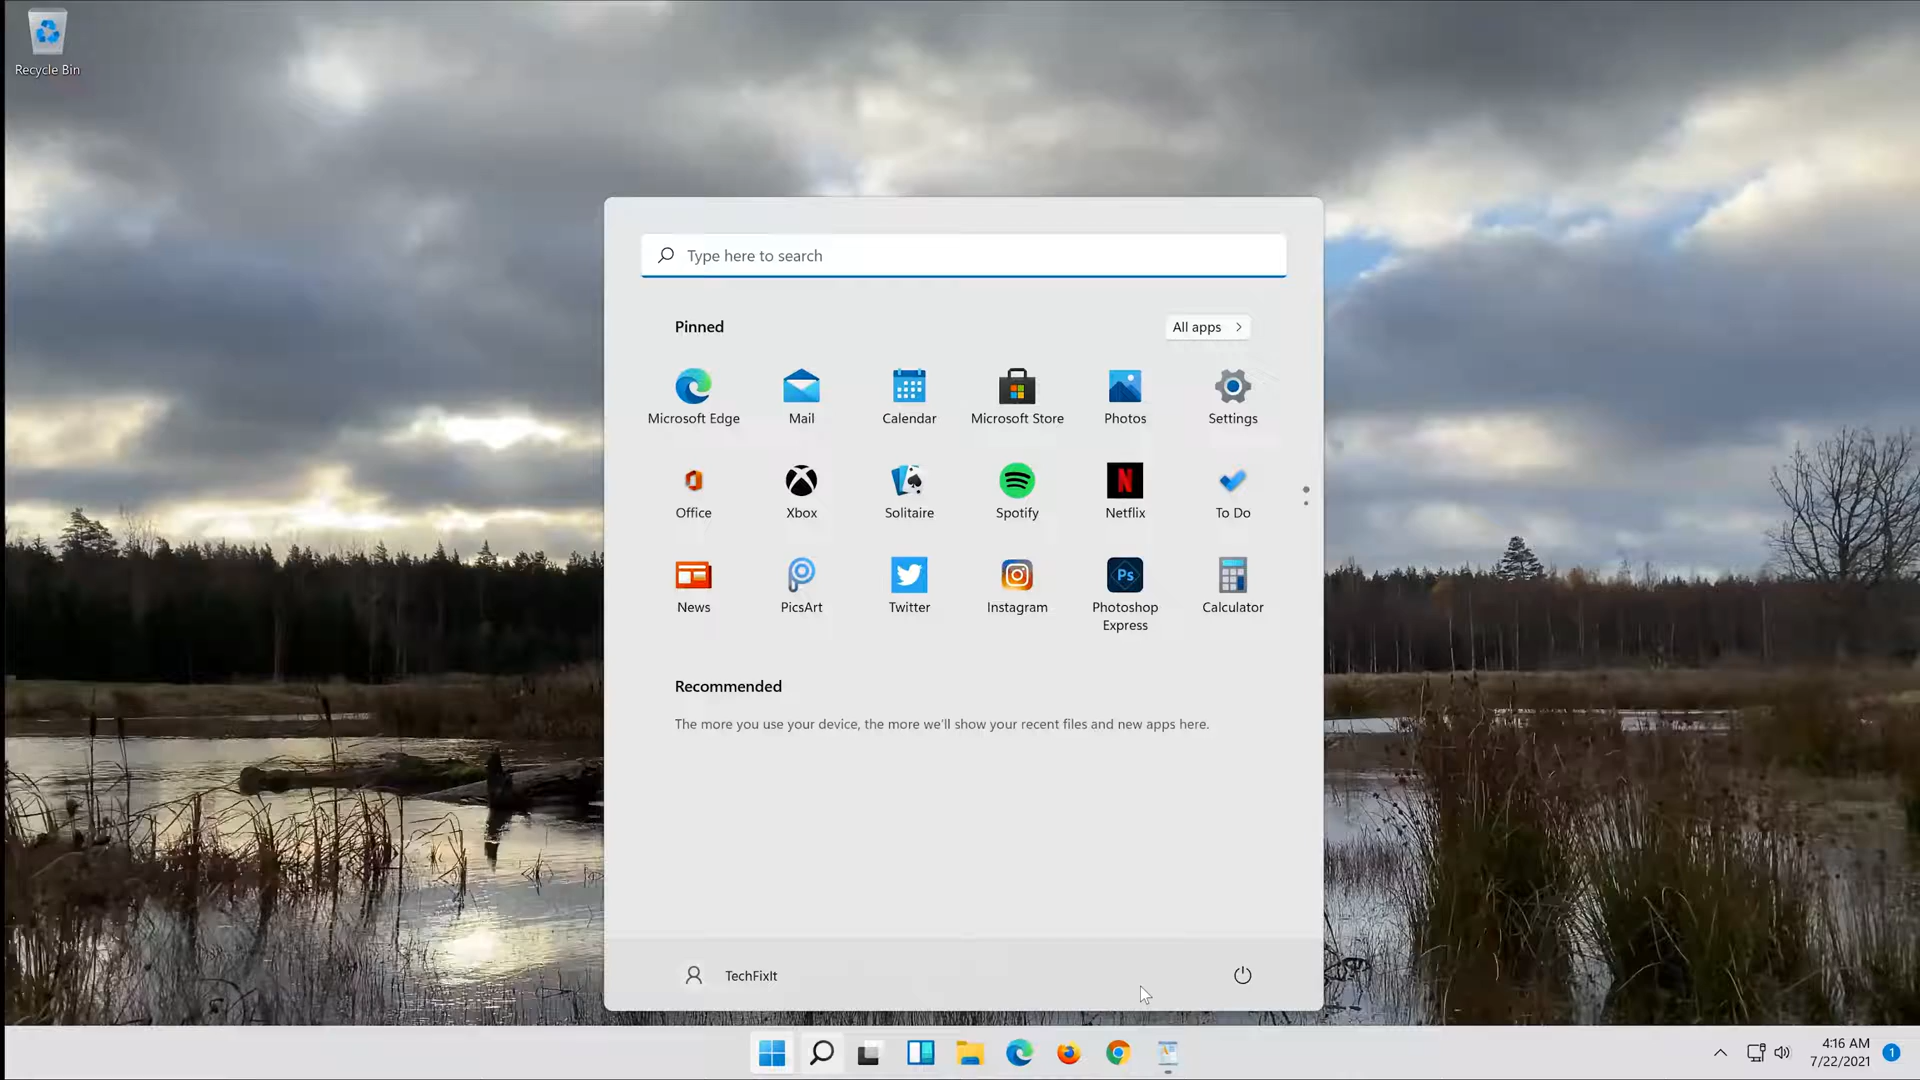 Recycle Bin
Type here to search
Pinned
All apps
Microsoft Edge
Mail
Calendar
Microsoft Store
Photos
Settings
Office
Xbox
Solitaire
Spotify
Netflix
To Do
News
PicsArt
Twitter
Instagram
Ps
Photoshop
Express
Calculator
Recommended
The more you use your device, the more we'll show your recent files and new apps here.
TechFixIt
4:16 AM
7/22/2021
1